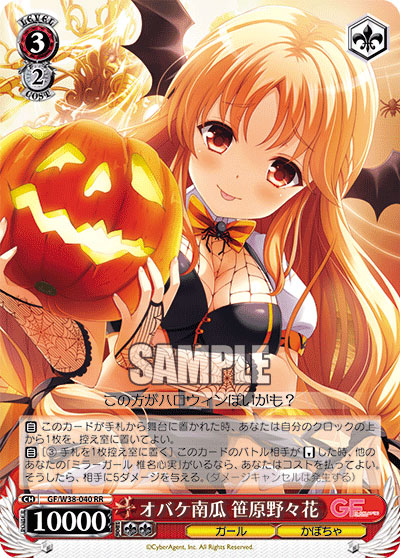 LEVEL
3
2
COST
SAMPLE
この方がハロウィンぽいかも?
【自】 このカードが手札から舞台に置かれた時、あなたは自分のクロックの上から1枚を、控え室に置いてよい。
【自】[③ 手札を1枚控え室に置く] このカードのバトル相手が【リバース】した時、他のあなたの「ミラーガール 椎名心実」がいるなら、あなたはコストを払ってよい。そうしたら、相手に5ダメージを与える。(ダメージキャンセルは発生する)
CH GF/W38-040 RR
10000
オバケ南瓜 笹原野々花
GF
ガール
かぼちゃ
©CyberAgent, Inc. All Rights Reserved.